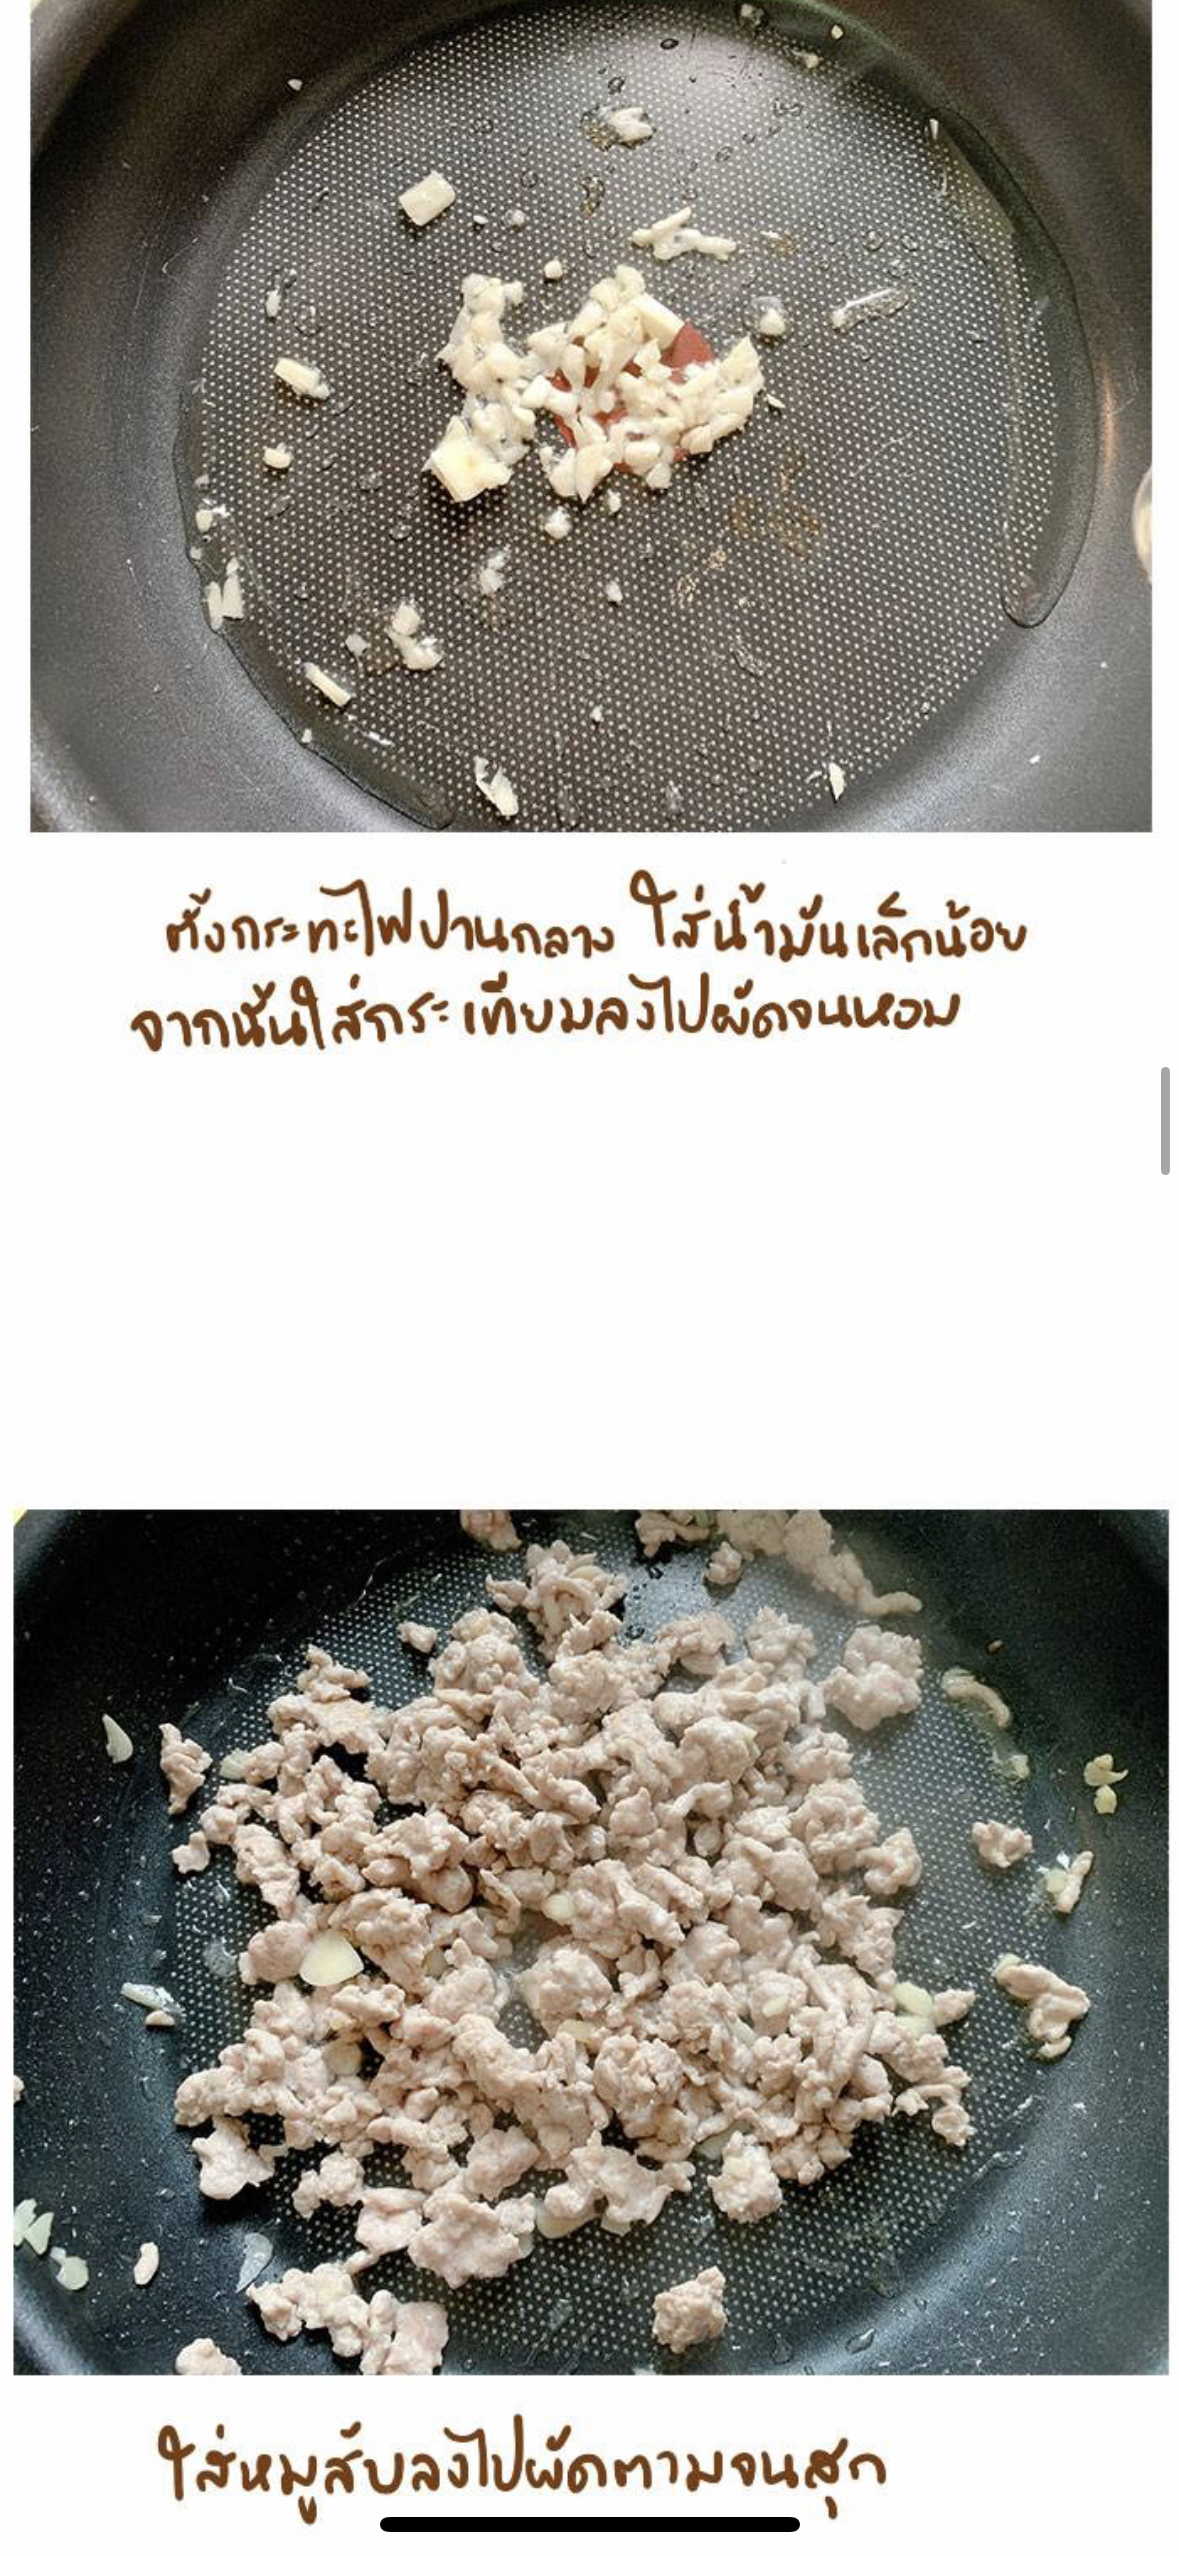 ตั้งกระทะไฟปานกลาง ใส่น้ำมันเล็กน้อย
จากนั้นใส่กระเทียมลงไปผัดจนหอม
ใส่หมูสับลงไปผัดตามจนสุก